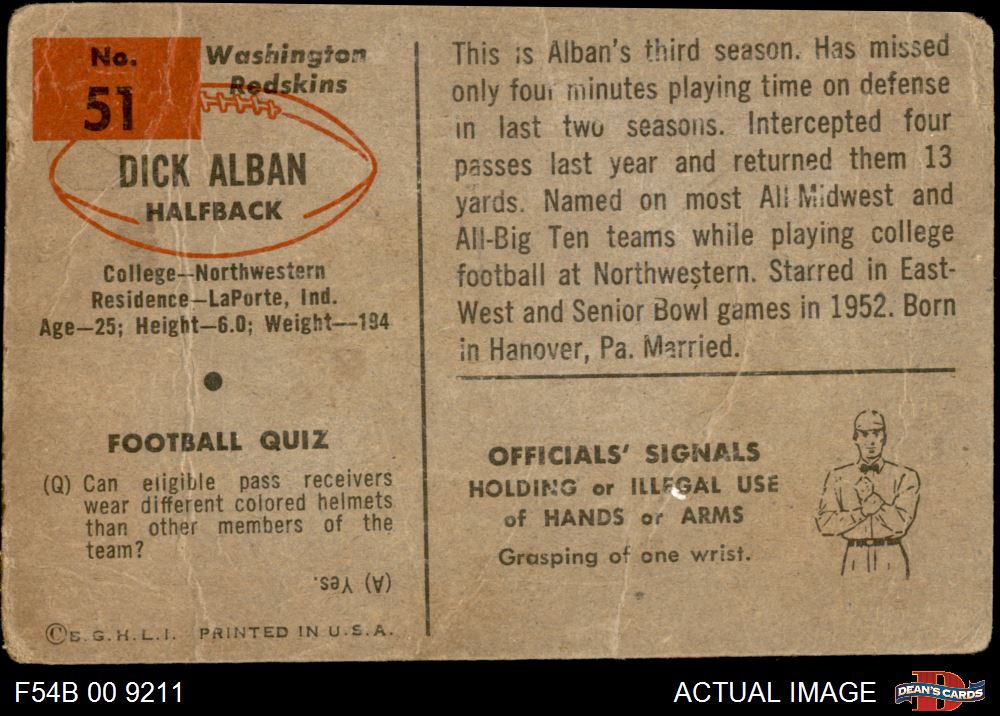 No.
51
Washington
Redskins
DICK ALBAN
HALFBACK
College—Northwestern
Residence—LaPorte, Ind.
Age—25; Height—6.0; Weight—194
FOOTBALL QUIZ
(Q) Can eligible pass receivers
wear different colored helmets
than other members of the
team?
(A) Yes.
©B.G.H.L.I. PRINTED IN U.S.A.
This is Alban's third season. Has missed
only four minutes playing time on defense
in last two seasons. Intercepted four
passes last year and returned them 13
yards. Named on most All-Midwest and
All-Big Ten teams while playing college
football at Northwestern. Starred in East-
West and Senior Bowl games in 1952. Born
in Hanover, Pa. Married.
OFFICIALS' SIGNALS
HOLDING or ILLEGAL USE
of HANDS or ARMS
Grasping of one wrist.
F54B 00 9211
ACTUAL IMAGE
D
DEAN'S CARDS